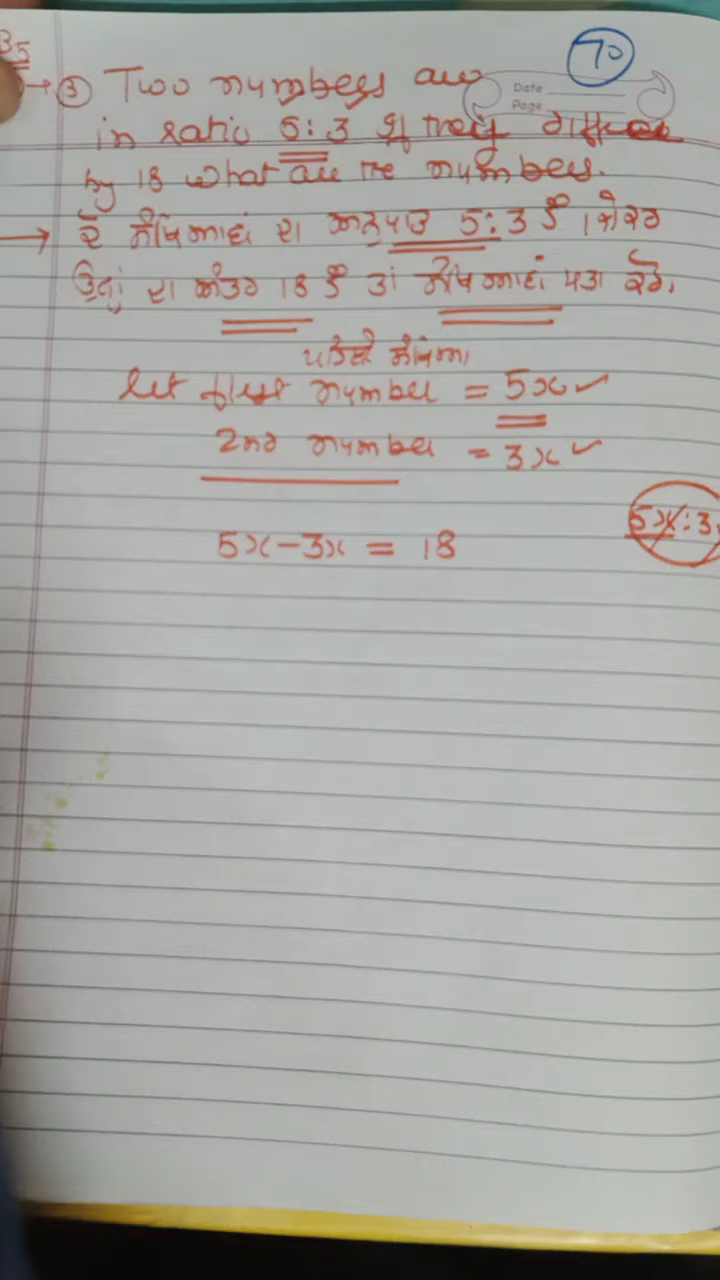 70
③ Two numbers are
Date
Page
in ratio 5:3 If they differ
by 18 what are the numbers.
→ ਦੋ ਸੰਖਿਆਵਾਂ ਦਾ ਅਨੁਪਾਤ 5:3 ਹੈ। ਜੇਕਰ
ਉਹਨਾਂ ਦਾ ਅੰਤਰ 18 ਹੈ ਤਾਂ ਸੰਖਿਆਵਾਂ ਪਤਾ ਕਰੋ।
ਪਹਿਲੀ ਸੰਖਿਆ
let first number = 5x ✓
2nd number = 3x ✓
5x:3
5x-3x = 18